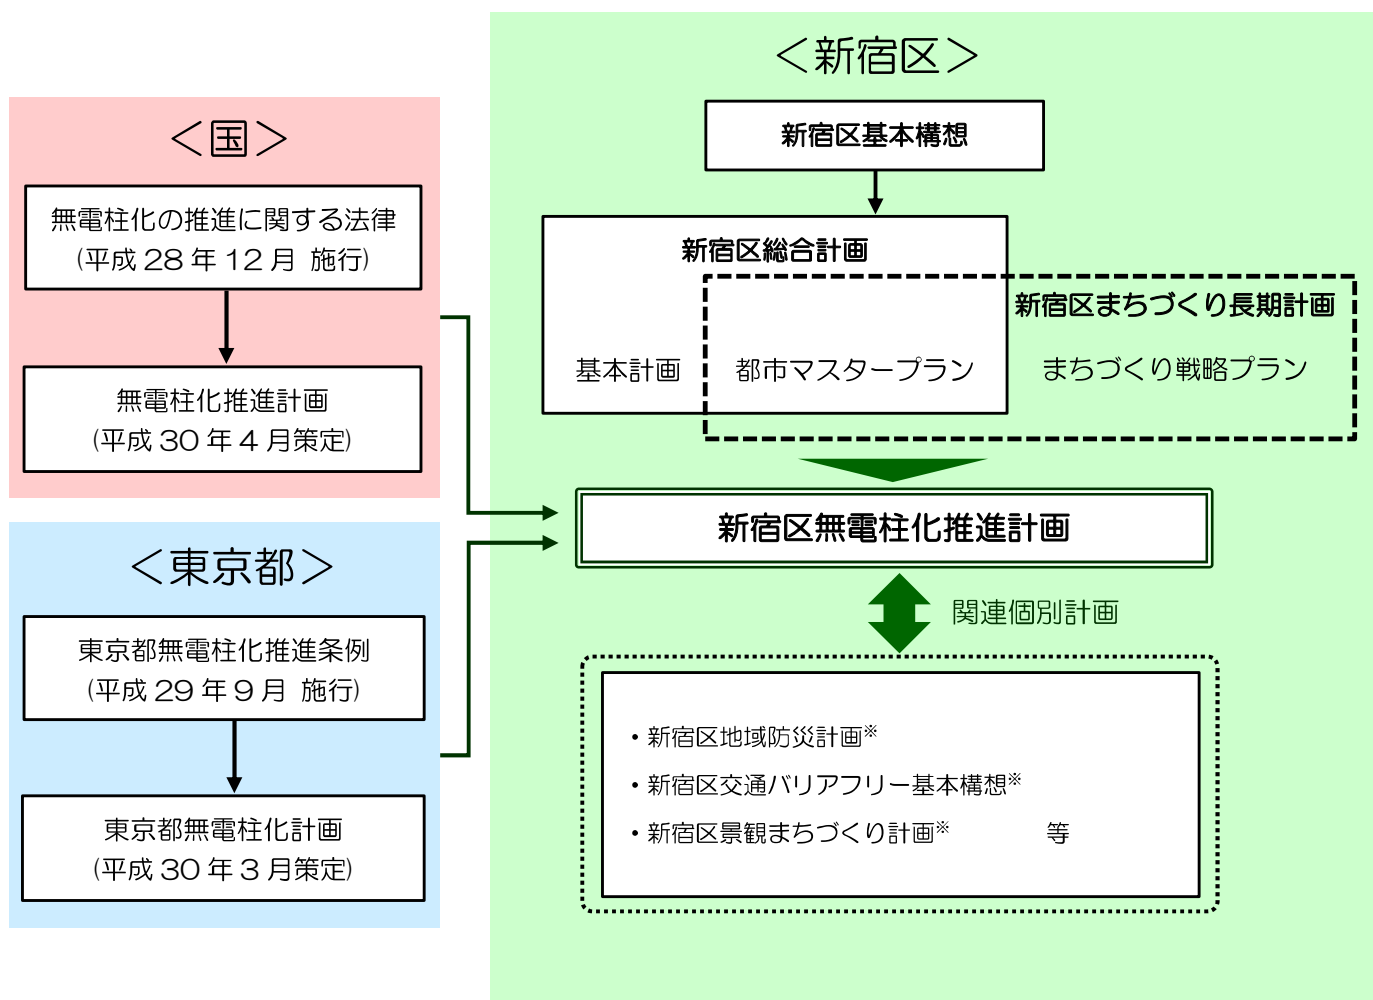 ＜国＞
無電柱化の推進に関する法律
(平成 28 年 12 月 施行)
無電柱化推進計画
(平成 30 年 4 月策定)
＜東京都＞
東京都無電柱化推進条例
(平成 29 年 9 月 施行)
東京都無電柱化計画
(平成 30 年 3 月策定)
＜新宿区＞
新宿区基本構想
新宿区総合計画
新宿区まちづくり長期計画
基本計画 都市マスタープラン まちづくり戦略プラン
新宿区無電柱化推進計画
関連個別計画
・新宿区地域防災計画※
・新宿区交通バリアフリー基本構想※
・新宿区景観まちづくり計画※ 等